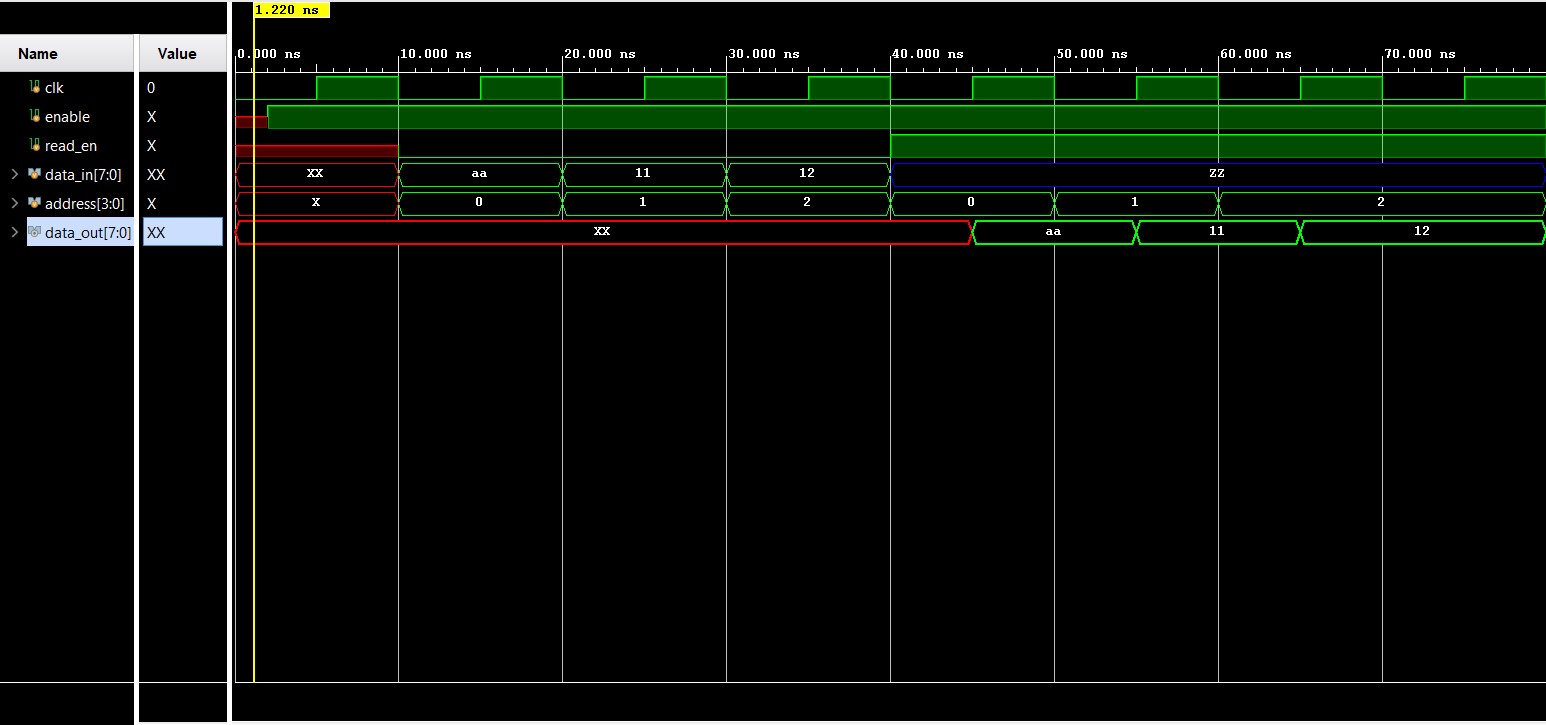 1.220 ns
Name Value
0.000 ns 10.000 ns 20.000 ns 30.000 ns 40.000 ns 50.000 ns 60.000 ns 70.000 ns
clk 0
enable X
read_en X
data_in[7:0] XX XX aa 11 12 ZZ
address[3:0] X X 0 1 2 0 1 2
data_out[7:0] XX XX aa 11 12